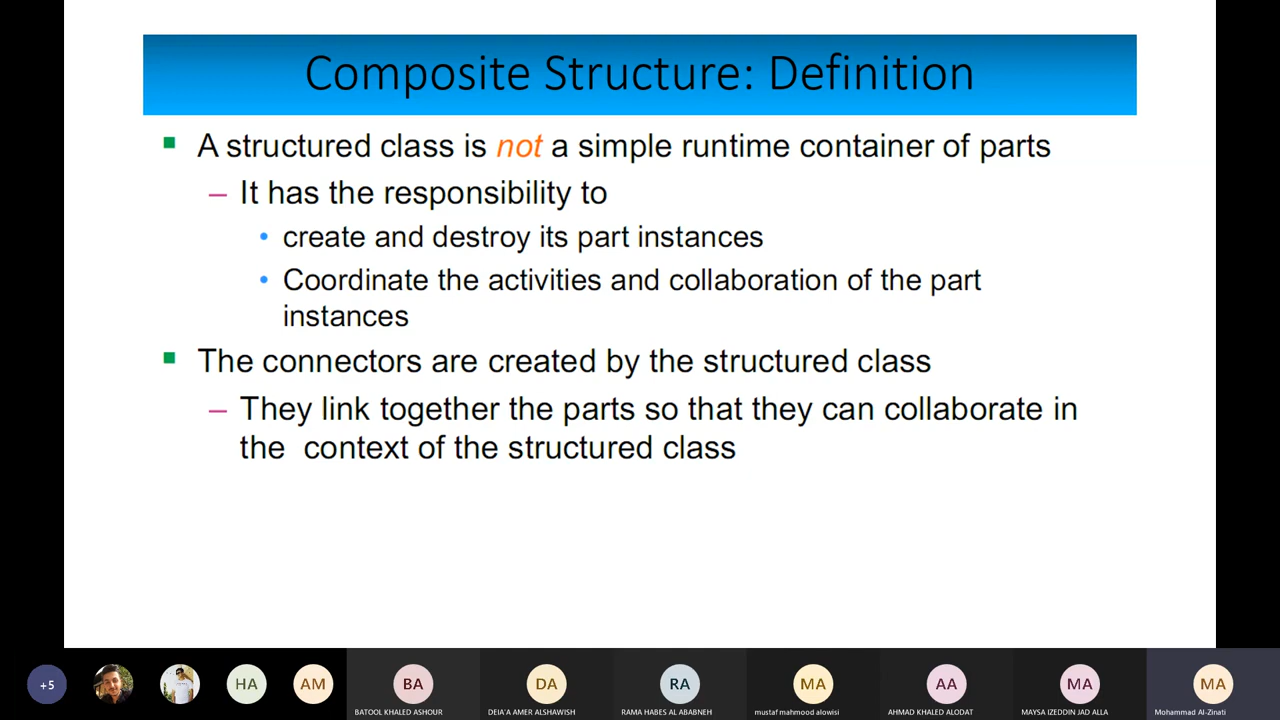 Composite Structure: Definition
A structured class is not a simple runtime container of parts
– It has the responsibility to
• create and destroy its part instances
• Coordinate the activities and collaboration of the part
instances
The connectors are created by the structured class
– They link together the parts so that they can collaborate in
the context of the structured class
+5
HA
AM
BA
DA
RA
MA
AA
MA
MA
BATOOL KHALED ASHOUR
DEIA'A AMER ALSHAWISH
RAMA HABES AL ABABNEH
mustaf mahmood alowisi
AHMAD KHALED ALODAT
MAYSA IZEDDIN JAD ALLA
Mohammad Al-Zinati